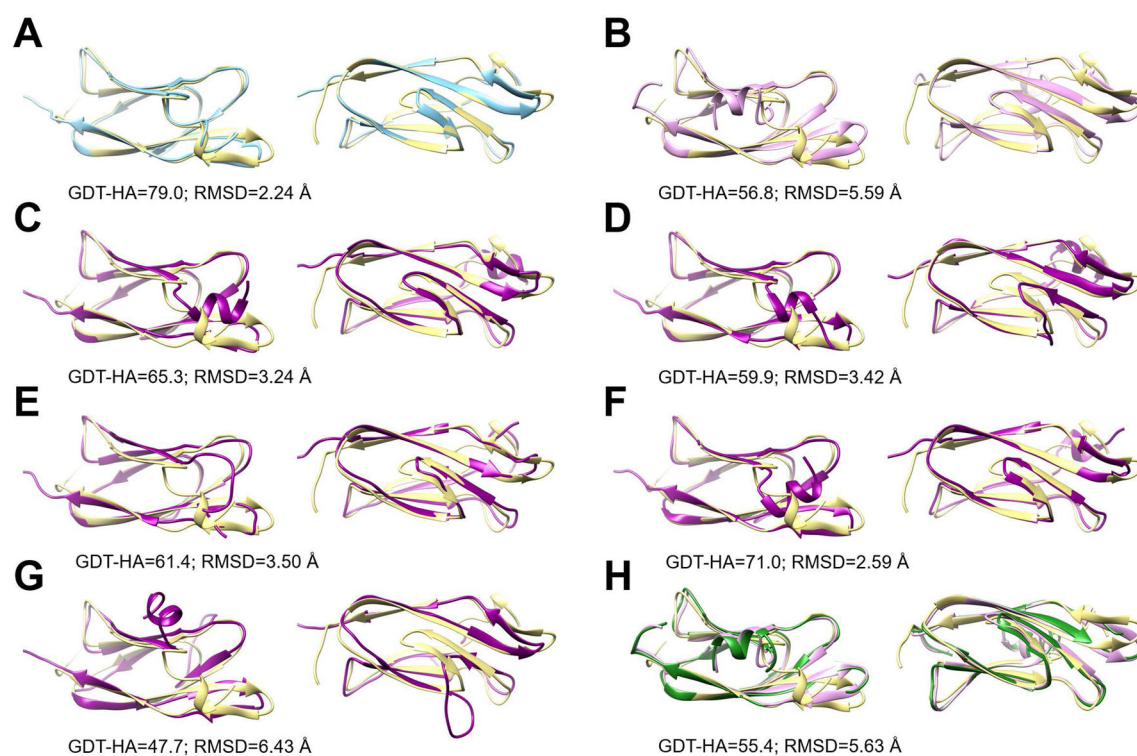 A
B
GDT-HA=79.0; RMSD=2.24 Å
GDT-HA=56.8; RMSD=5.59 Å
C
D
GDT-HA=65.3; RMSD=3.24 Å
GDT-HA=59.9; RMSD=3.42 Å
E
F
GDT-HA=61.4; RMSD=3.50 Å
GDT-HA=71.0; RMSD=2.59 Å
G
H
GDT-HA=47.7; RMSD=6.43 Å
GDT-HA=55.4; RMSD=5.63 Å